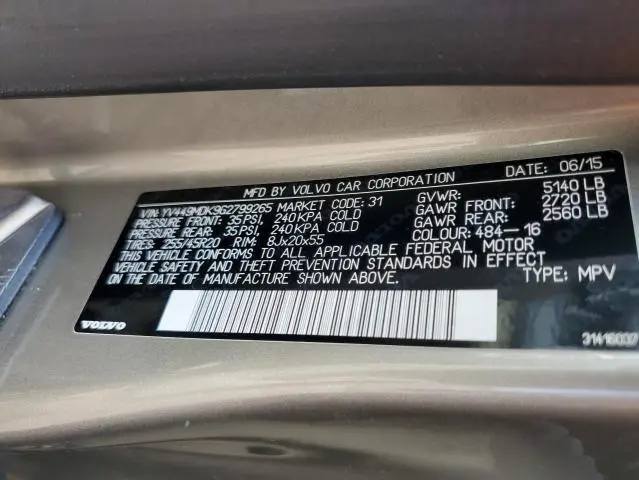 MFD BY VOLVO CAR CORPORATION DATE: 06/15
VIN: YV449MDK962799265 MARKET CODE: 31 GVWR: 5140 LB
PRESSURE FRONT: 35PSI, 240KPA COLD GAWR FRONT: 2720 LB
PRESSURE REAR: 35PSI, 240KPA COLD GAWR REAR: 2560 LB
TIRES: 255/45R20 RIM: 8Jx20x55 COLOUR: 484-16
THIS VEHICLE CONFORMS TO ALL APPLICABLE FEDERAL MOTOR
VEHICLE SAFETY AND THEFT PREVENTION STANDARDS IN EFFECT
ON THE DATE OF MANUFACTURE SHOWN ABOVE. TYPE: MPV
VOLVO 31416037